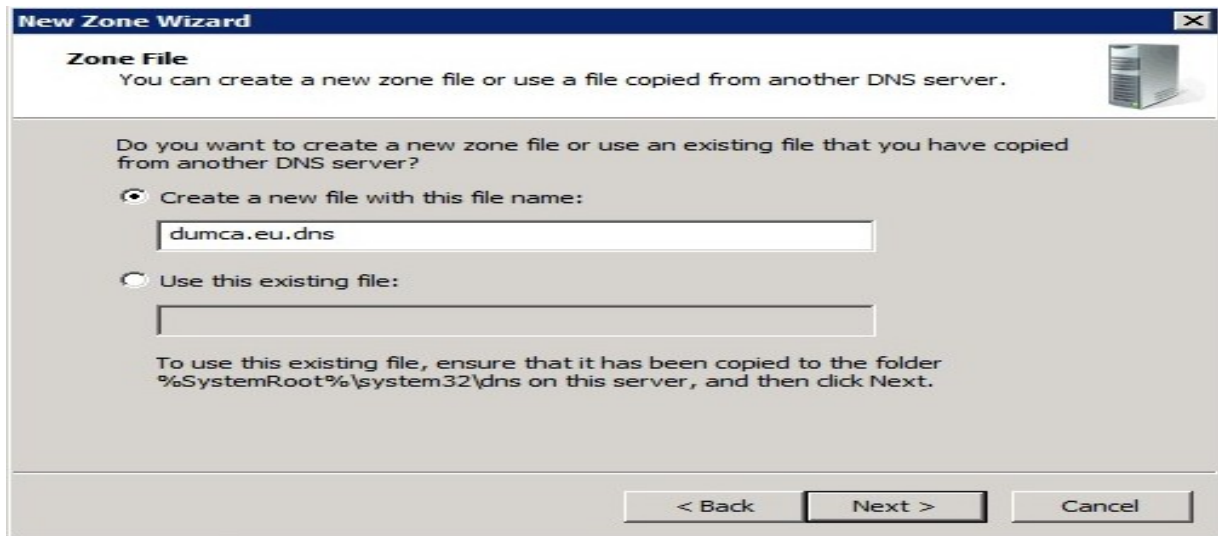 New Zone Wizard
Zone File
You can create a new zone file or use a file copied from another DNS server.
Do you want to create a new zone file or use an existing file that you have copied
from another DNS server?
Create a new file with this file name:
dumca.eu.dns
Use this existing file:
To use this existing file, ensure that it has been copied to the folder
%SystemRoot%\system32\dns on this server, and then click Next.
< Back
Next >
Cancel